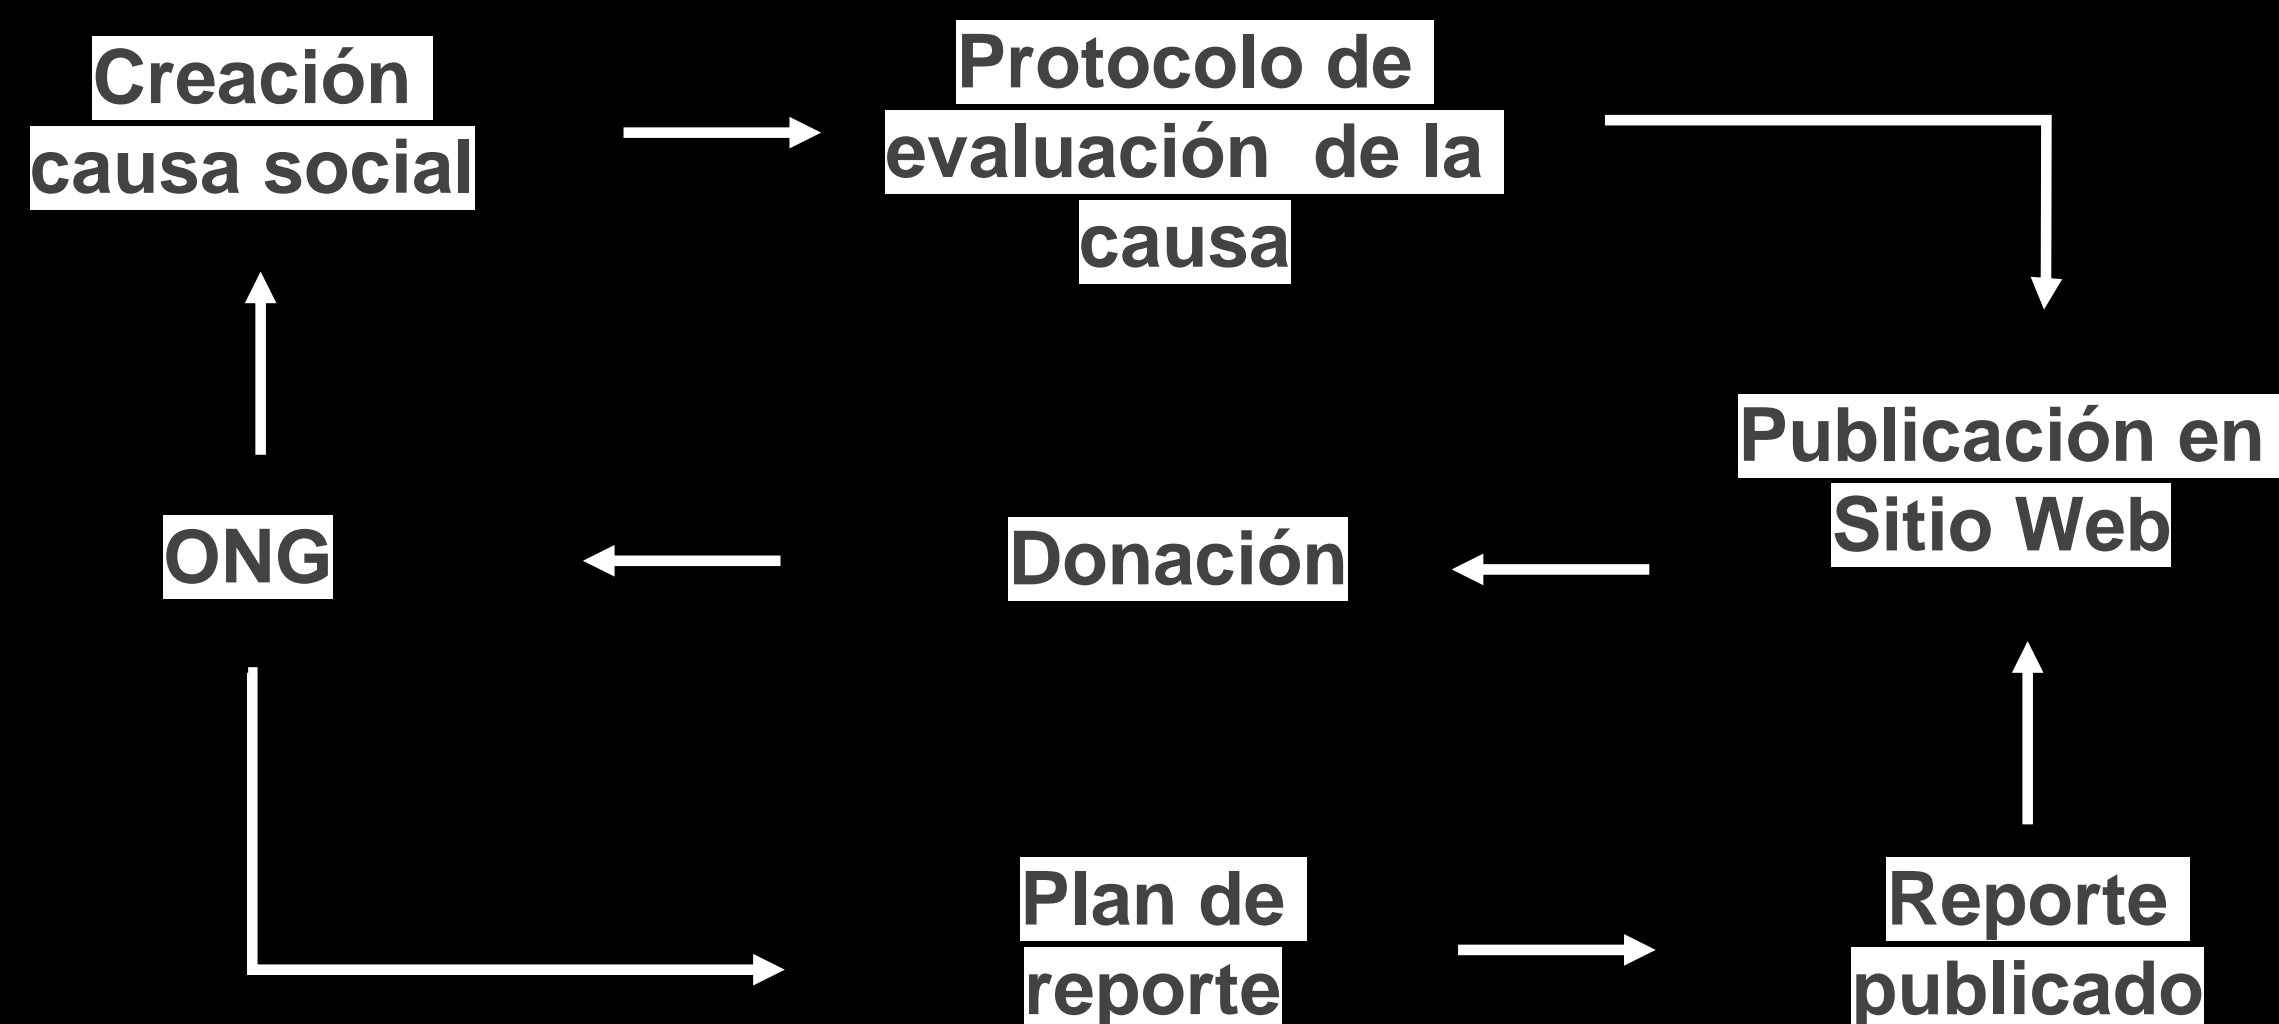 Creación
causa social
Protocolo de
evaluación  de la
causa
Publicación en
Sitio Web
ONG
Donación
Plan de
reporte
Reporte
publicado